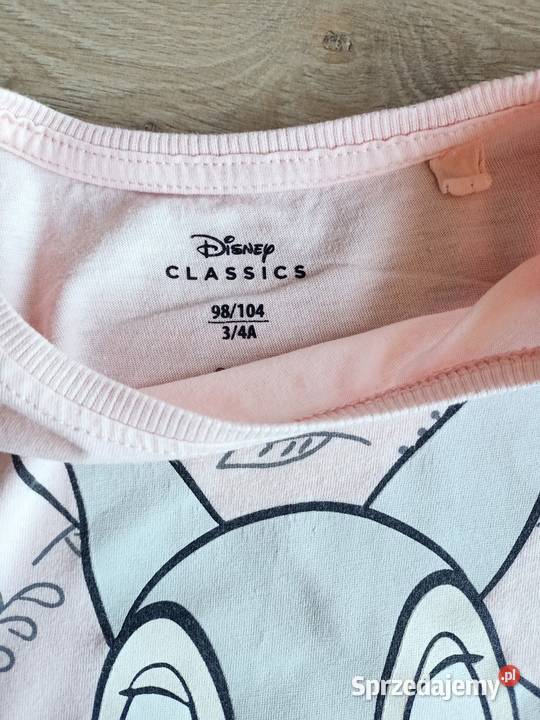 Disney
CLASSICS
98/104
3/4A
Sprzedajemy.pl